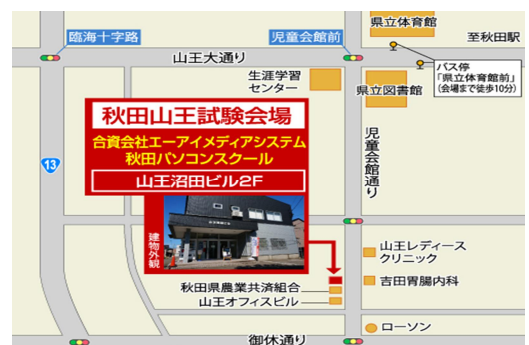 県立体育館
臨海十字路
児童会館前
至秋田駅
山王大通り
バス停
「県立体育館前」
(会場まで徒歩10分)
生涯学習
センター
県立図書館
秋田山王試験会場
合資会社エーアイメディアシステム
秋田パソコンスクール
山王沼田ビル2F
13
児童会館通り
建物外観
山王レディース
クリニック
秋田県農業共済組合
吉田胃腸内科
山王オフィスビル
ローソン
御休通り